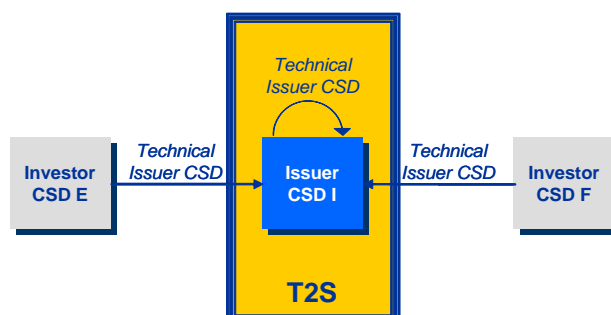 Technical
Issuer CSD
Investor
CSD E
Technical
Issuer CSD
Issuer
CSD I
Technical
Issuer CSD
Investor
CSD F
T2S